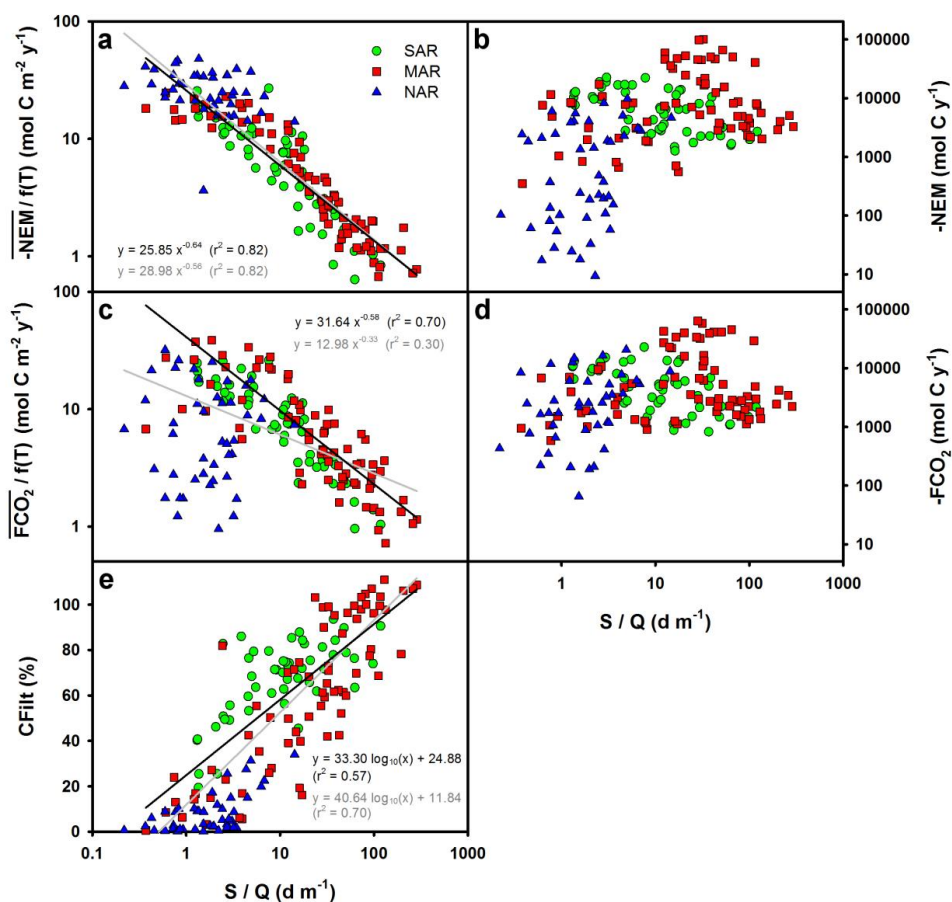 a
100
10
1
100
-NEM / f(T) (mol C m⁻² y⁻¹)
SAR
MAR
NAR
y = 25.85 x⁻⁰·⁶⁴ (r² = 0.82)
y = 28.98 x⁻⁰·⁵⁶ (r² = 0.82)
b
100000
10000
1000
100
10
-NEM (mol C y⁻¹)
c
10
1
FCO₂ / f(T) (mol C m⁻² y⁻¹)
y = 31.64 x⁻⁰·⁵⁸ (r² = 0.70)
y = 12.98 x⁻⁰·³³ (r² = 0.30)
d
100000
10000
1000
100
10
-FCO₂ (mol C y⁻¹)
1
10
100
1000
S / Q (d m⁻¹)
e
100
80
60
40
20
0
CFilt (%)
y = 33.30 log₁₀(x) + 24.88
(r² = 0.57)
y = 40.64 log₁₀(x) + 11.84
(r² = 0.70)
0.1
1
10
100
1000
S / Q (d m⁻¹)